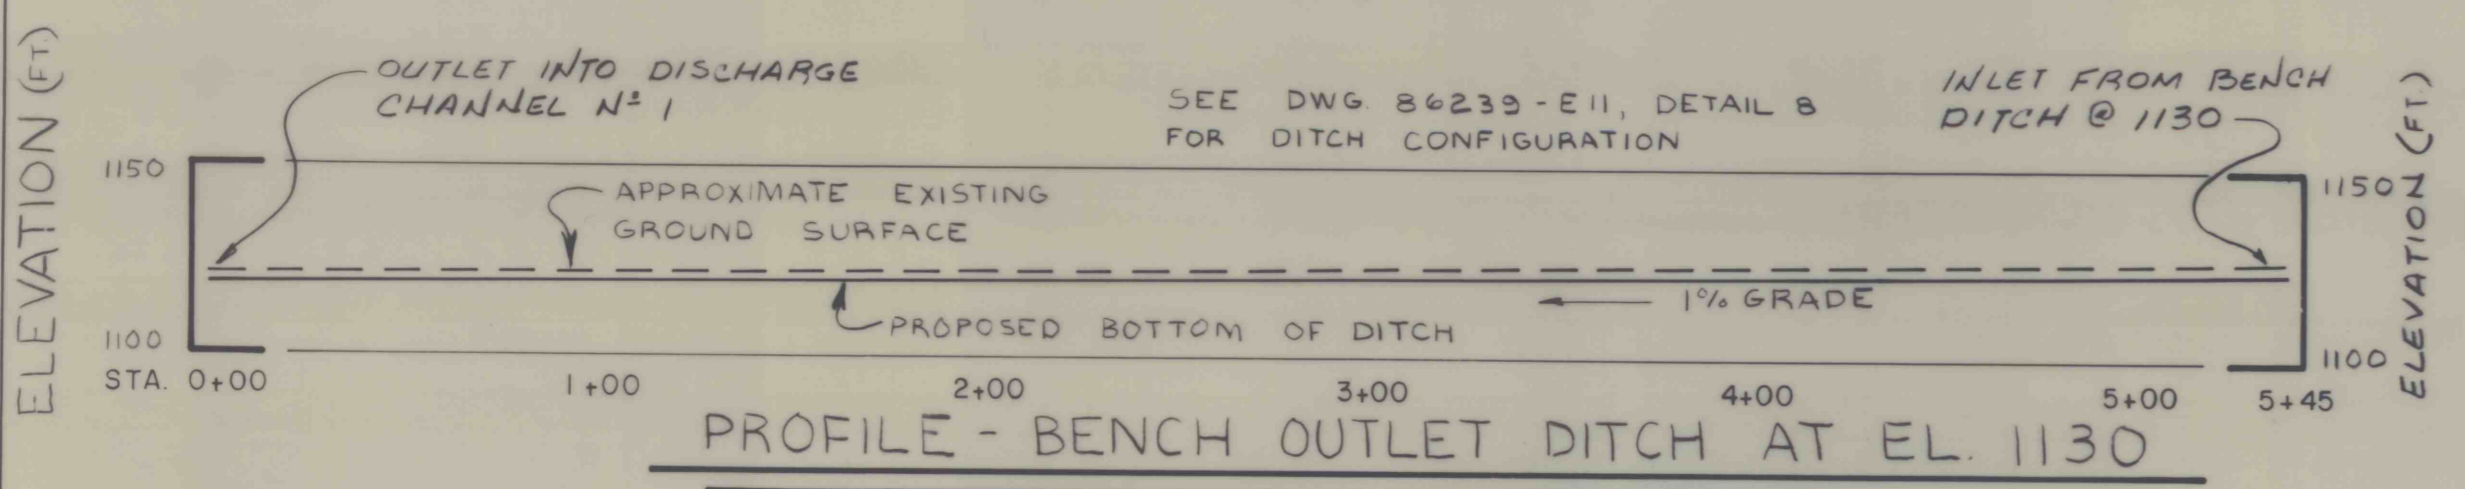 ELEVATION (FT.)
OUTLET INTO DISCHARGE
CHANNEL Nº 1
SEE DWG. 86239-E11, DETAIL 8
FOR DITCH CONFIGURATION
INLET FROM BENCH
DITCH @ 1130
ELEVATION (FT.)
1150
1150
APPROXIMATE EXISTING
GROUND SURFACE
1% GRADE
PROPOSED BOTTOM OF DITCH
1100
1100
STA. 0+00 1+00 2+00 3+00 4+00 5+00 5+45
PROFILE - BENCH OUTLET DITCH AT EL. 1130